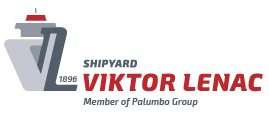 SHIPYARD
1896
VIKTOR LENAC
Member of Palumbo Group